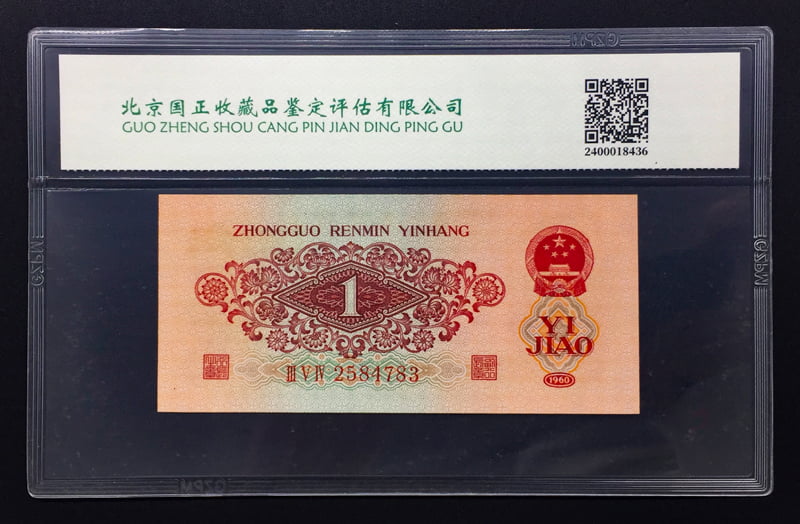 北京国正收藏品鉴定评估有限公司
GUO ZHENG SHOU CANG PIN JIAN DING PING GU
2400018436
ZHONGGUO RENMIN YINHANG
1
YI
JIAO
III V IV 2584783
1960